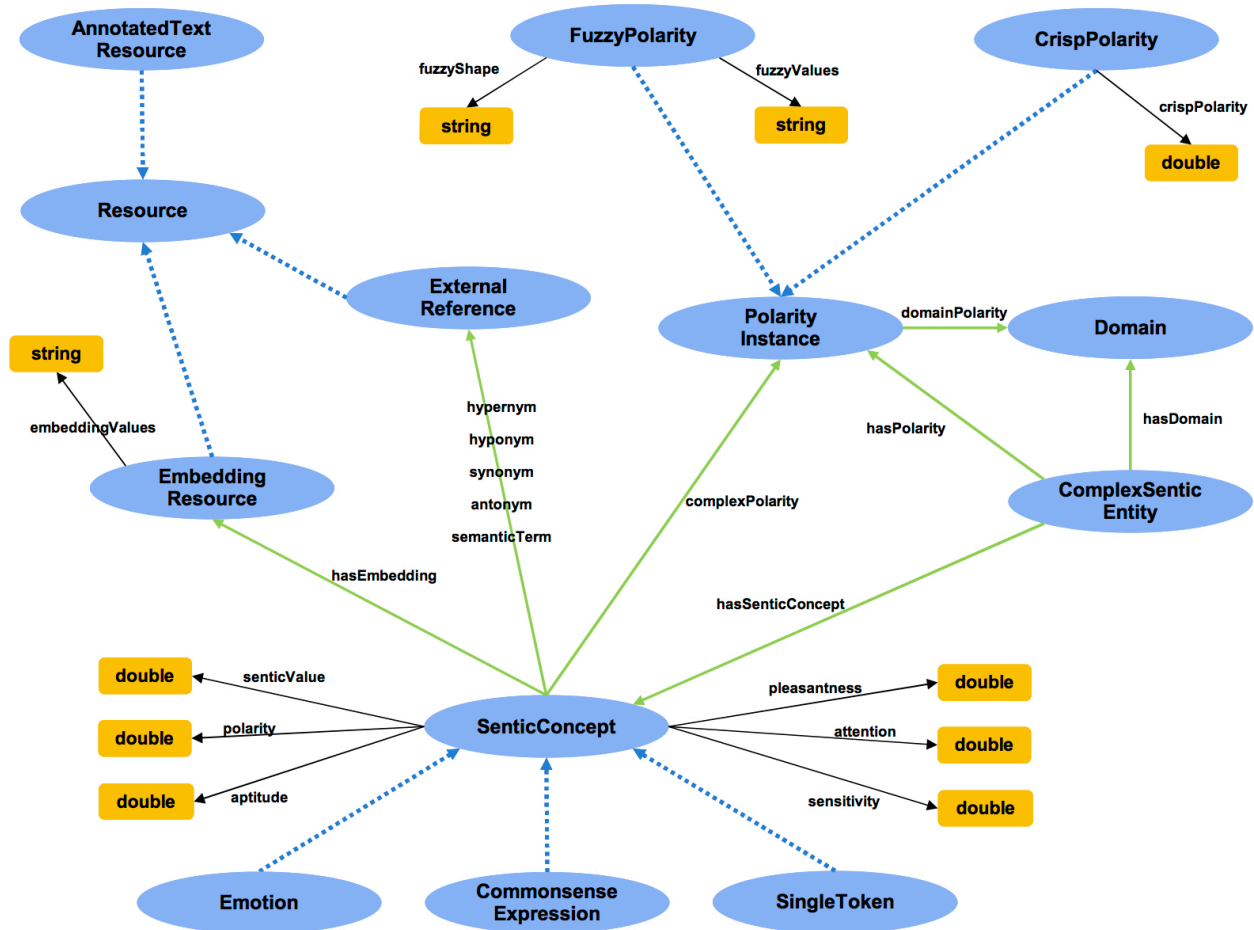 AnnotatedText
Resource
FuzzyPolarity
CrispPolarity
fuzzyShape
fuzzyValues
string
string
crispPolarity
double
Resource
External
Reference
Polarity
Instance
domainPolarity
Domain
string
embeddingValues
hypernym
hyponym
synonym
antonym
semanticTerm
hasPolarity
hasDomain
Embedding
Resource
complexPolarity
ComplexSentic
Entity
hasEmbedding
hasSenticConcept
double
senticValue
pleasantness
double
double
polarity
SenticConcept
attention
double
double
aptitude
sensitivity
double
Emotion
Commonsense
Expression
SingleToken